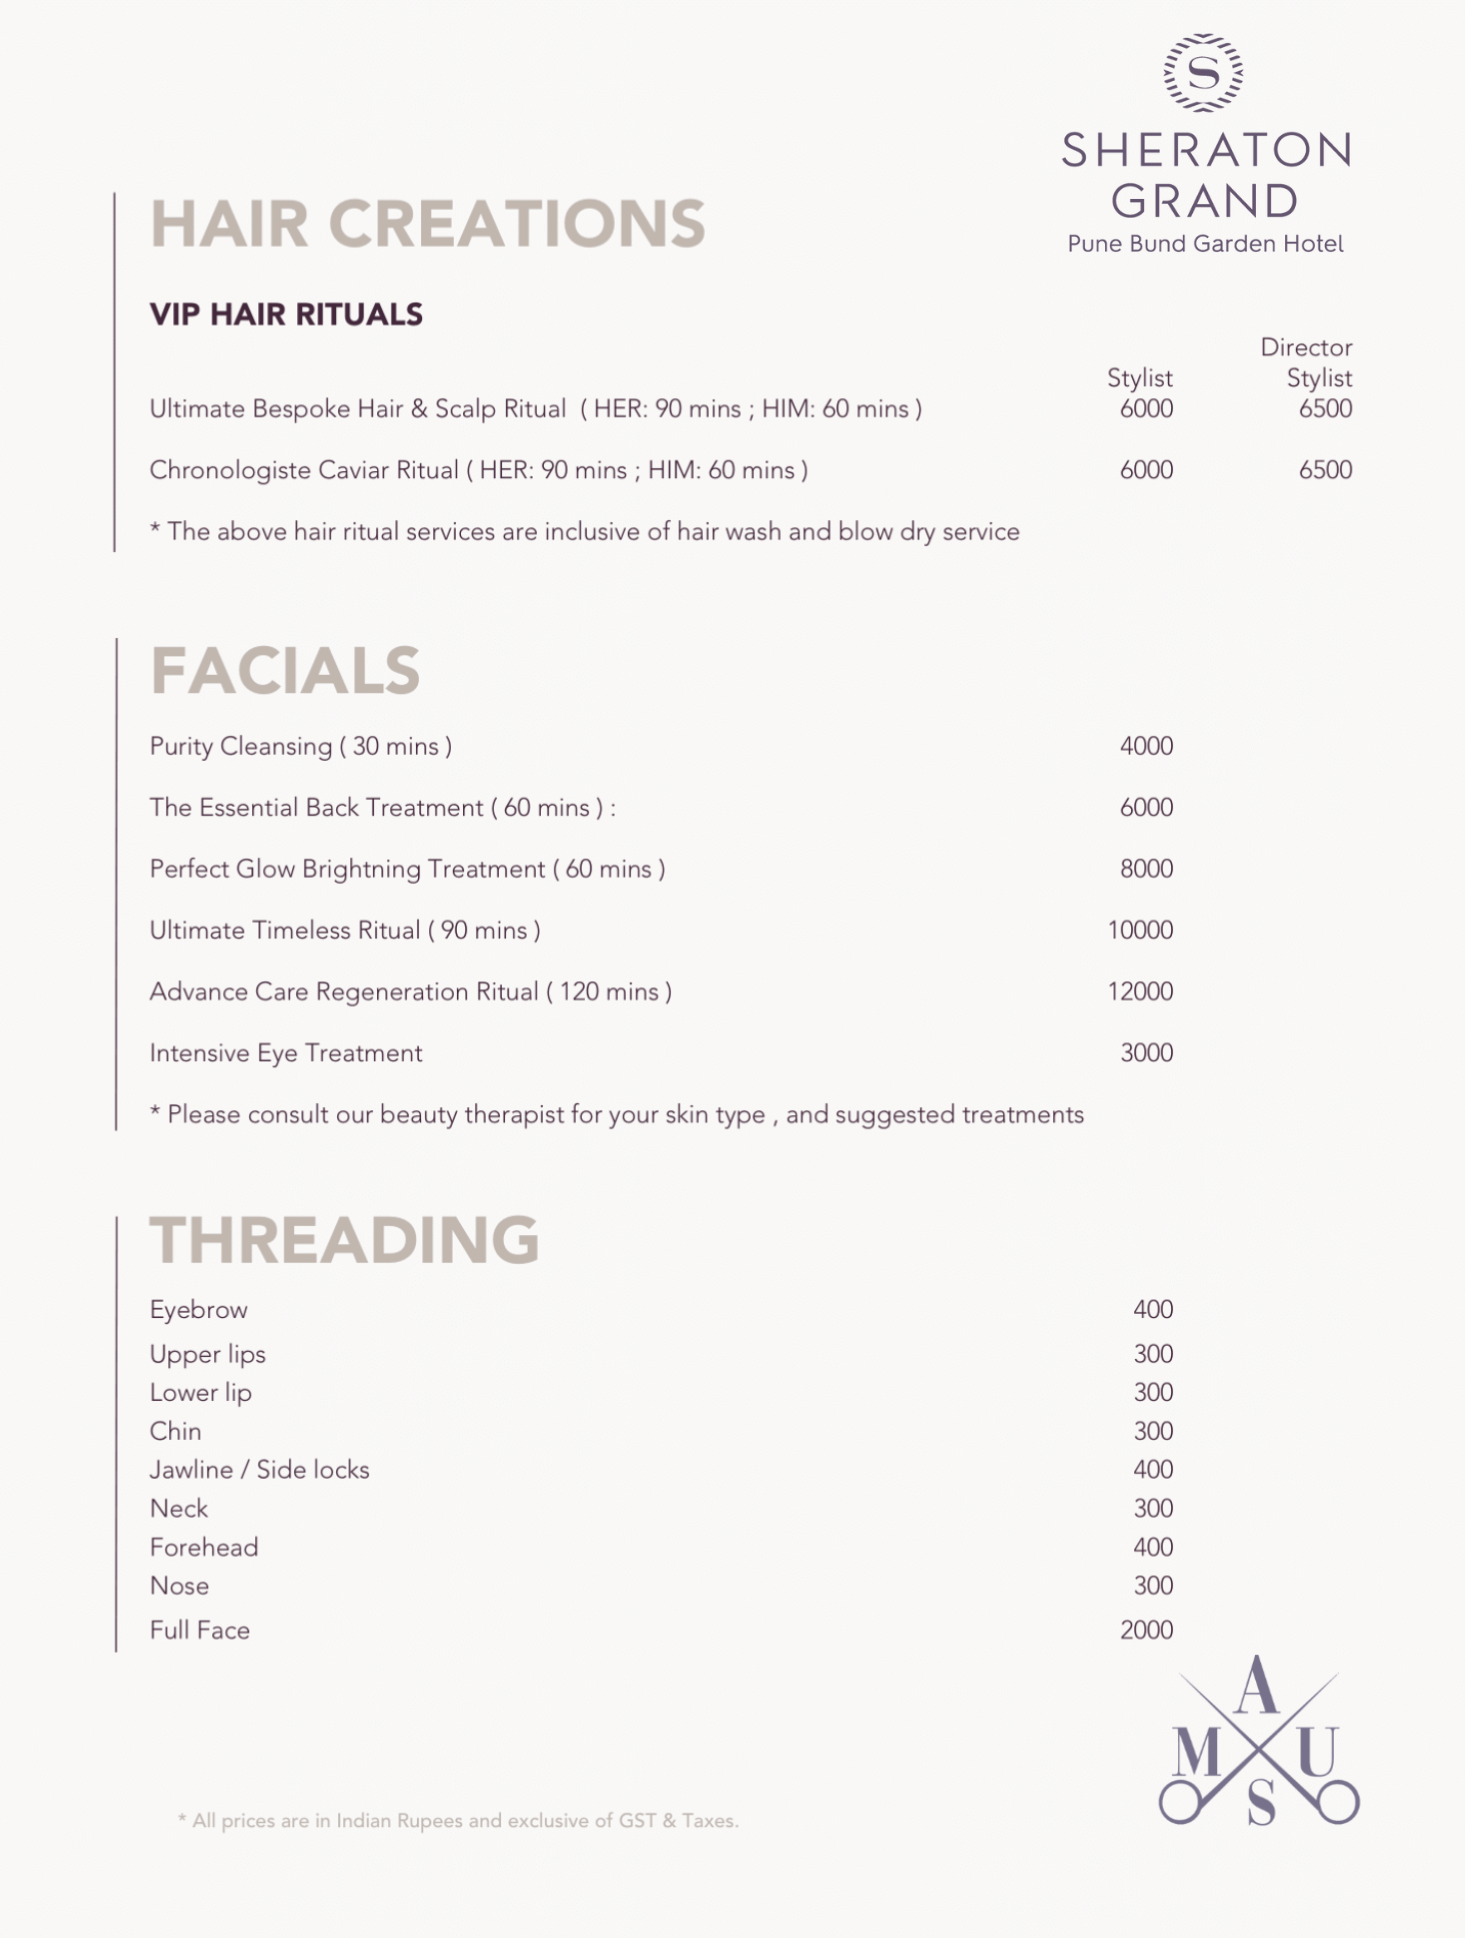 S
SHERATON
GRAND
Pune Bund Garden Hotel
HAIR CREATIONS
VIP HAIR RITUALS
Director
Stylist Stylist
Ultimate Bespoke Hair & Scalp Ritual ( HER: 90 mins ; HIM: 60 mins ) 6000 6500
Chronologiste Caviar Ritual ( HER: 90 mins ; HIM: 60 mins ) 6000 6500
* The above hair ritual services are inclusive of hair wash and blow dry service
FACIALS
Purity Cleansing ( 30 mins ) 4000
The Essential Back Treatment ( 60 mins ) : 6000
Perfect Glow Brightning Treatment ( 60 mins ) 8000
Ultimate Timeless Ritual ( 90 mins ) 10000
Advance Care Regeneration Ritual ( 120 mins ) 12000
Intensive Eye Treatment 3000
* Please consult our beauty therapist for your skin type , and suggested treatments
THREADING
Eyebrow 400
Upper lips 300
Lower lip 300
Chin 300
Jawline / Side locks 400
Neck 300
Forehead 400
Nose 300
Full Face 2000
A
M U
S
* All prices are in Indian Rupees and exclusive of GST & Taxes.